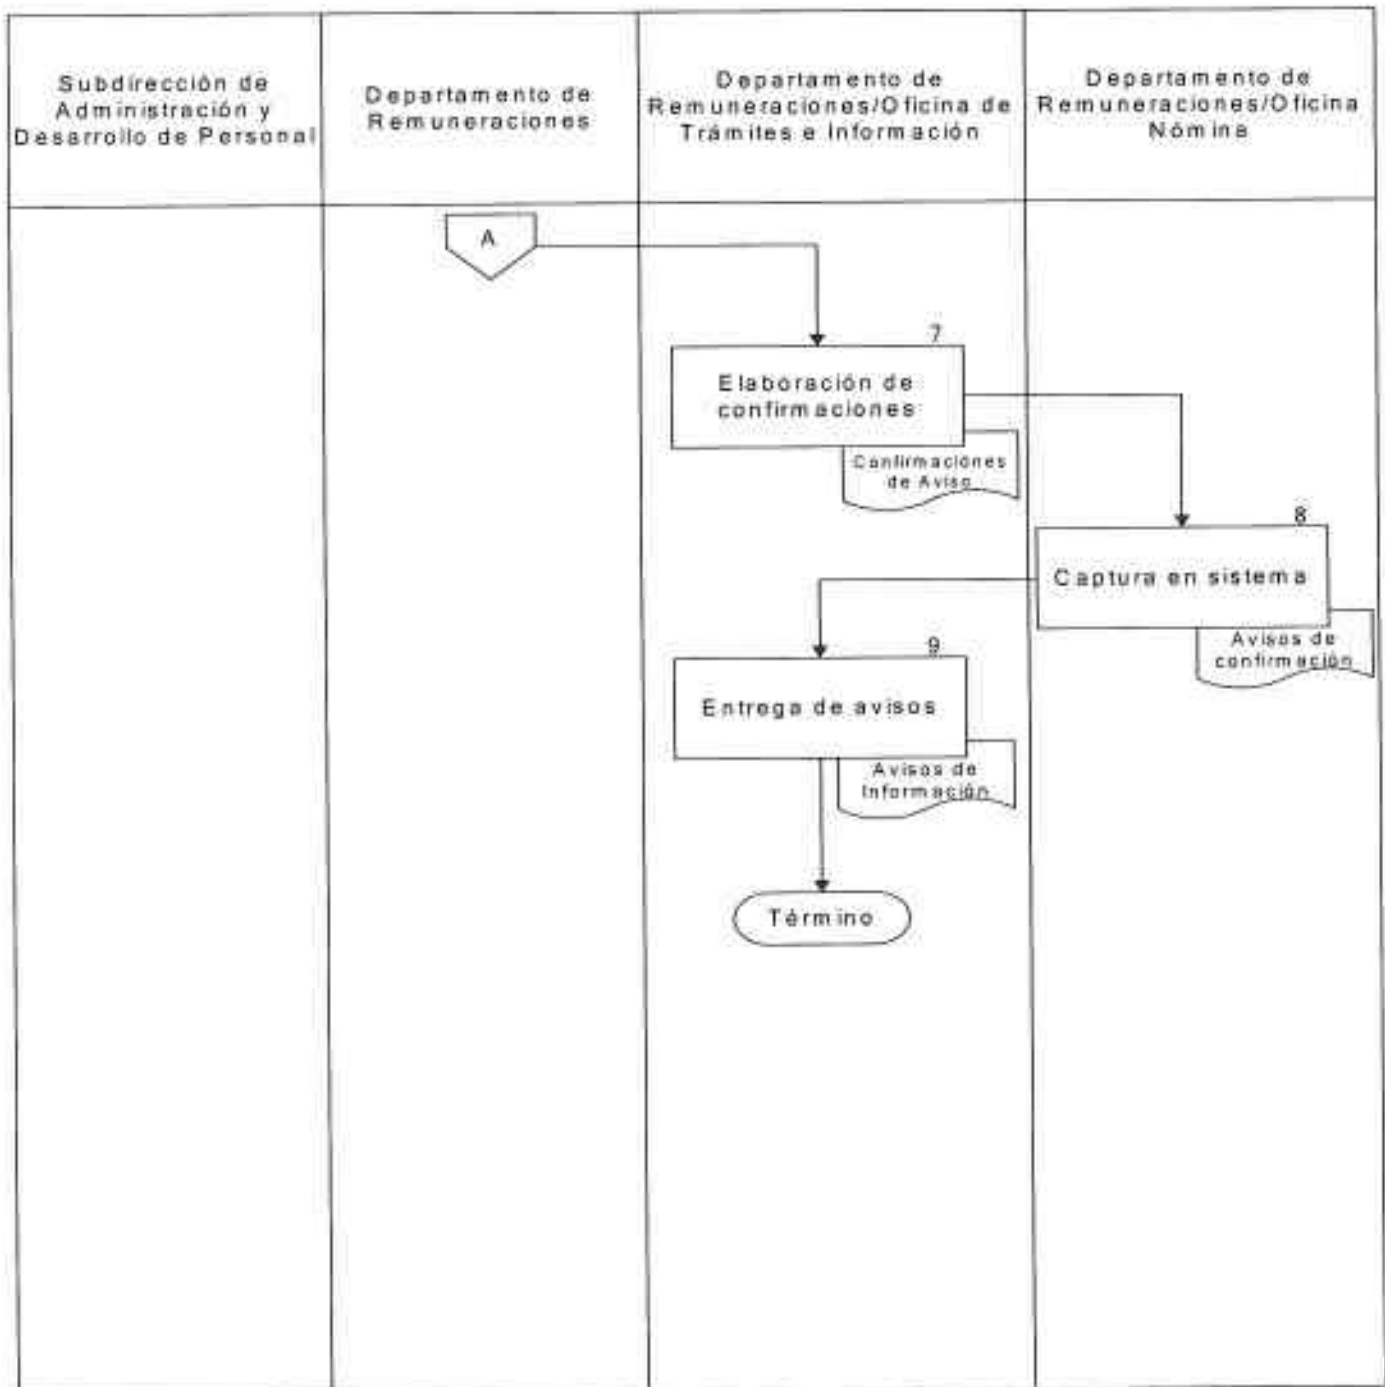 Subdirección de
Administración y
Desarrollo de Personal
Departamento de
Remuneraciones
Departamento de
Remuneraciones/Oficina de
Trámites e Información
Departamento de
Remuneraciones/Oficina
Nómina
A
7
Elaboración de
confirmaciones
Confirmaciones
de Aviso
8
Captura en sistema
Avisos de
confirmación
9
Entrega de avisos
Avisos de
Información
Término